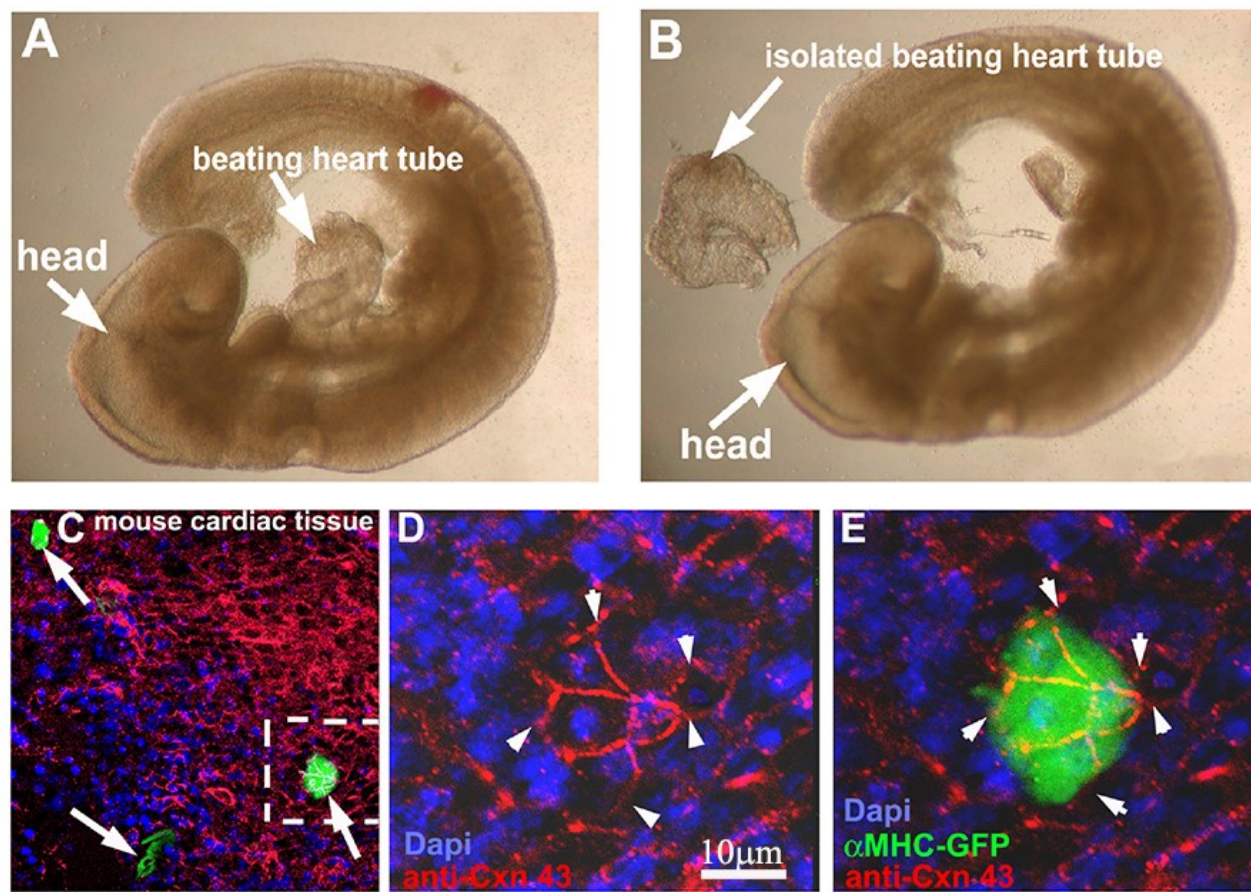 A
beating heart tube
head
B
isolated beating heart tube
head
C mouse cardiac tissue
D
Dapi
anti-Cxn 43
10μm
E
Dapi
αMHC-GFP
anti-Cxn 43